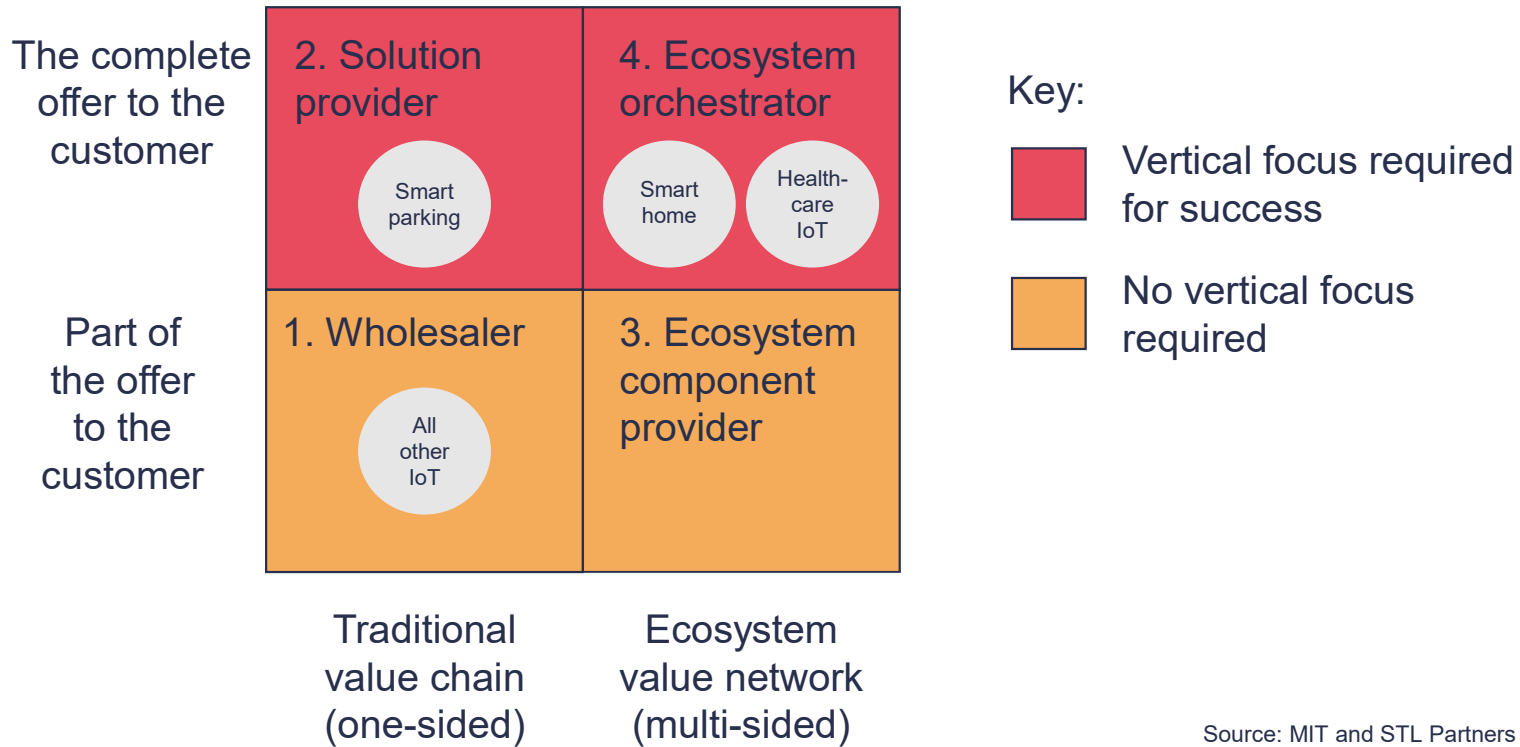 The complete
offer to the
customer
2. Solution
provider
Smart
parking
4. Ecosystem
orchestrator
Smart
home
Health-
care
IoT
Part of
the offer
to the
customer
1. Wholesaler
All
other
IoT
3. Ecosystem
component
provider
Traditional
value chain
(one-sided)
Ecosystem
value network
(multi-sided)
Key:
Vertical focus required
for success
No vertical focus
required
Source: MIT and STL Partners